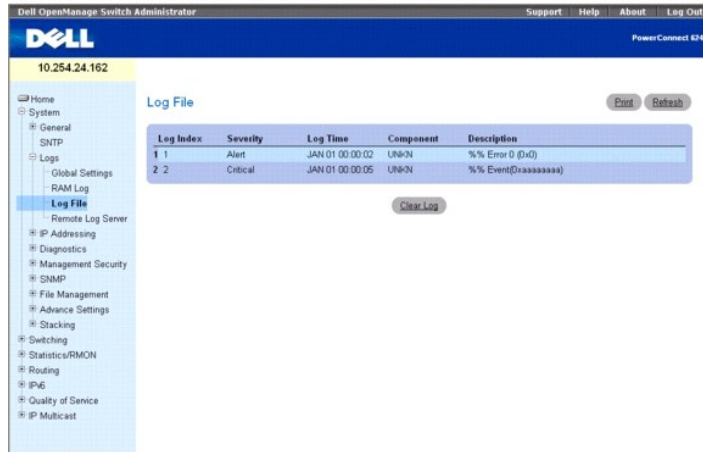 Dell OpenManage Switch Administrator
Support Help About Log Out
DELL
PowerConnect 624
10.254.24.162
Home
System
General
SNTP
Logs
Global Settings
RAM Log
Log File
Remote Log Server
IP Addressing
Diagnostics
Management Security
SNMP
File Management
Advance Settings
Stacking
Switching
Statistics/RMON
Routing
IPv6
Quality of Service
IP Multicast
Log File
Print Refresh
Log Index Severity Log Time Component Description
1 1 Alert JAN 01 00:00:02 UNKN %% Error 0 (0x0)
2 2 Critical JAN 01 00:00:05 UNKN %% Event(0xaaaaaaaa)
Clear Log